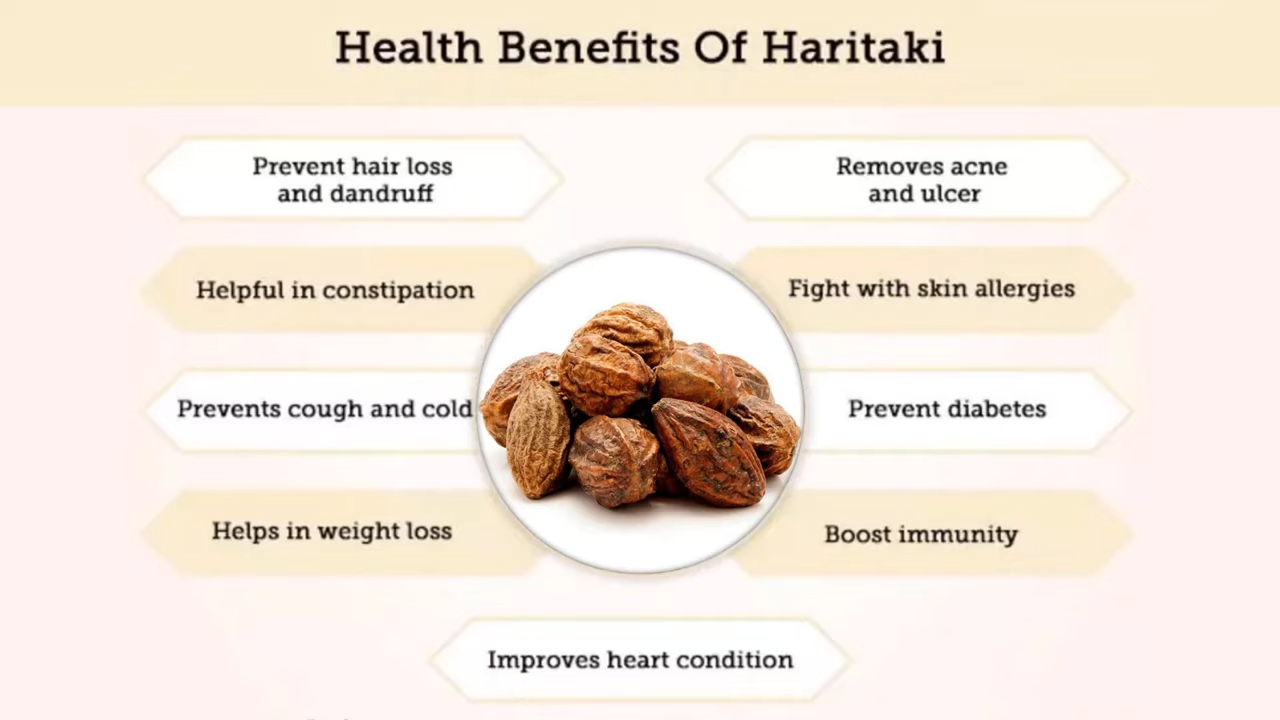 Health Benefits Of Haritaki
Prevent hair loss
and dandruff
Removes acne
and ulcer
Helpful in constipation
Fight with skin allergies
Prevents cough and cold
Prevent diabetes
Helps in weight loss
Boost immunity
Improves heart condition